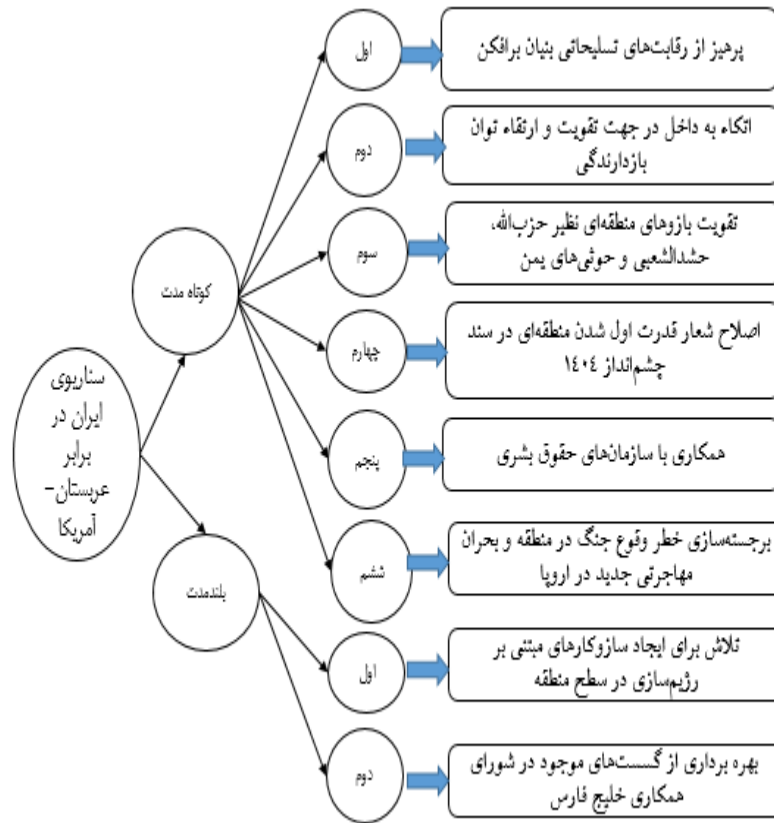 سناریوی
ایران در
برابر
عربستان-
آمریکا
کوتاه مدت
اول
پرهیز از رقابت‌های تسلیحاتی بنیان برافکن
دوم
اتکاء به داخل در جهت تقویت و ارتقاء توان
بازدارندگی
سوم
تقویت بازوهای منطقه‌ای نظیر حزب‌الله،
حشدالشعبی و حوثی‌های یمن
چهارم
اصلاح شعار قدرت اول شدن منطقه‌ای در سند
چشم‌انداز ١٤٠٤
پنجم
همکاری با سازمان‌های حقوق بشری
ششم
برجسته‌سازی خطر وقوع جنگ در منطقه و بحران
مهاجرتی جدید در اروپا
بلندمدت
اول
تلاش برای ایجاد سازوکارهای مبتنی بر
رژیم‌سازی در سطح منطقه
دوم
بهره برداری از گسست‌های موجود در شورای
همکاری خلیج فارس